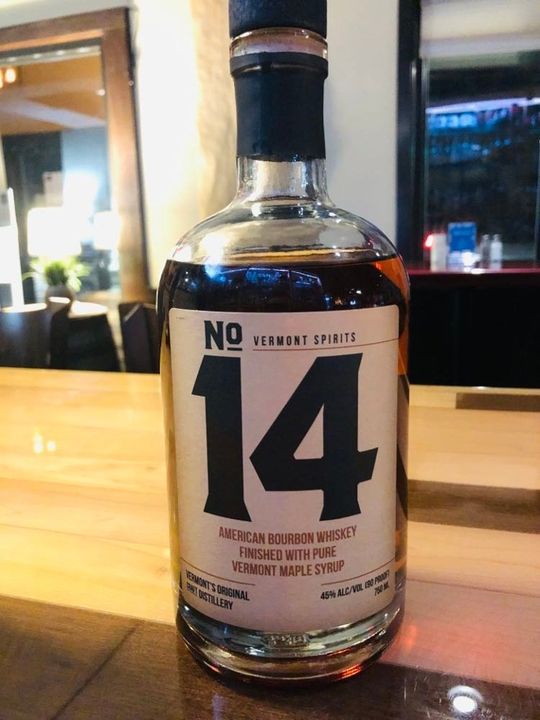 No VERMONT SPIRITS
14
AMERICAN BOURBON WHISKEY
FINISHED WITH PURE
VERMONT MAPLE SYRUP
VERMONT'S ORIGINAL
DISTILLERY
45% ALC/VOL (90 PROOF)
750 ML